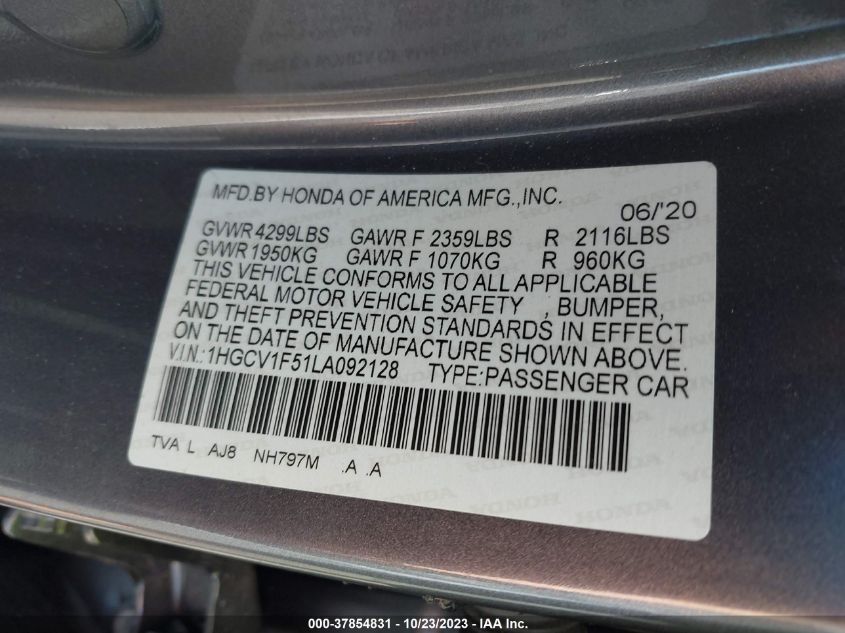 MFD.BY HONDA OF AMERICA MFG.,INC.
06/'20
GVWR 4299LBS GAWR F 2359LBS R 2116LBS
GVWR 1950KG GAWR F 1070KG R 960KG
THIS VEHICLE CONFORMS TO ALL APPLICABLE
FEDERAL MOTOR VEHICLE SAFETY , BUMPER,
AND THEFT PREVENTION STANDARDS IN EFFECT
ON THE DATE OF MANUFACTURE SHOWN ABOVE.
V.I.N.:1HGCV1F51LA092128 TYPE:PASSENGER CAR
TVA L AJ8 NH797M .A .A
HONDA
000-37854831 - 10/23/2023 - IAA Inc.